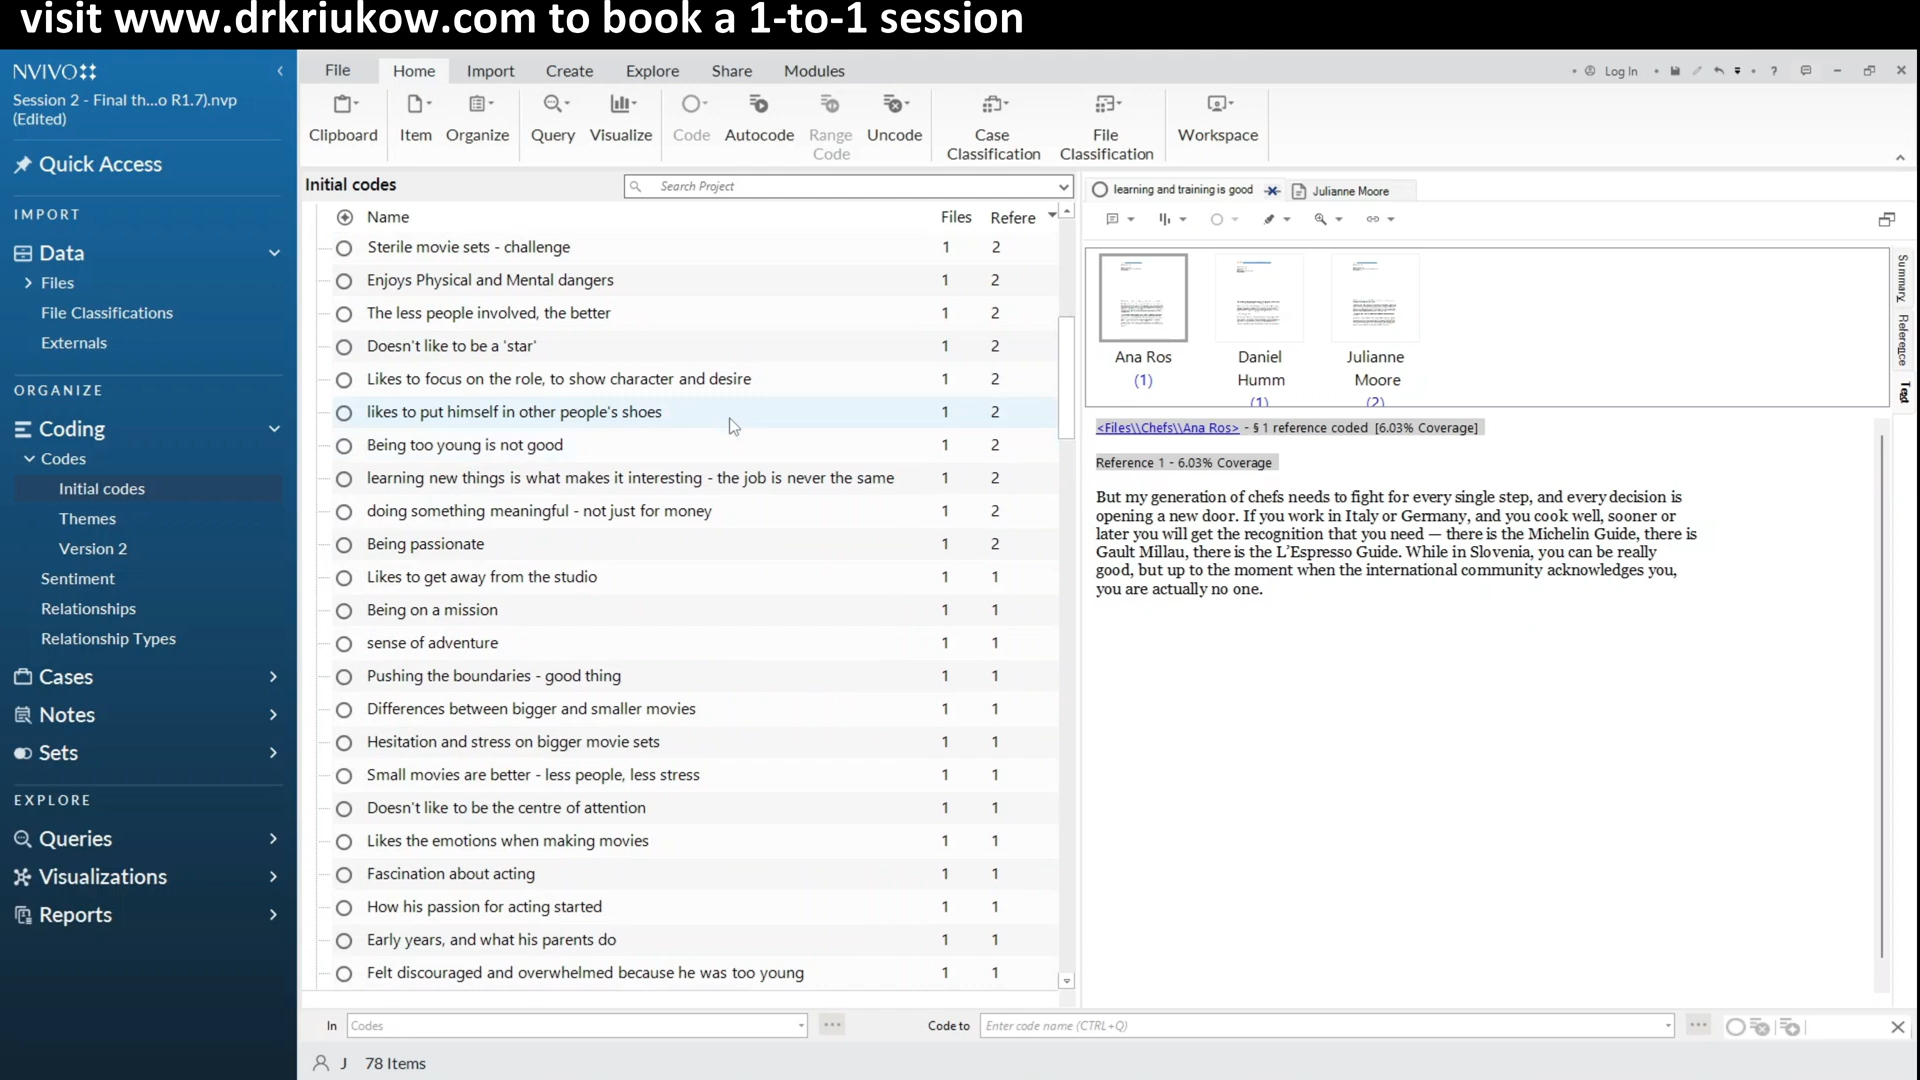 visit www.drkriukow.com to book a 1-to-1 session
NVIVO
Session 2 - Final th...o R1.7).nvp
(Edited)
Quick Access
IMPORT
Data
Files
File Classifications
Externals
ORGANIZE
Coding
Codes
Initial codes
Themes
Version 2
Sentiment
Relationships
Relationship Types
Cases
Notes
Sets
EXPLORE
Queries
Visualizations
Reports
File Home Import Create Explore Share Modules
Log In
Clipboard Item Organize Query Visualize Code Autocode Range Code Uncode Case Classification File Classification Workspace
Initial codes
Search Project
Name Files Refere
Sterile movie sets - challenge 1 2
Enjoys Physical and Mental dangers 1 2
The less people involved, the better 1 2
Doesn't like to be a 'star' 1 2
Likes to focus on the role, to show character and desire 1 2
likes to put himself in other people's shoes 1 2
Being too young is not good 1 2
learning new things is what makes it interesting - the job is never the same 1 2
doing something meaningful - not just for money 1 2
Being passionate 1 2
Likes to get away from the studio 1 1
Being on a mission 1 1
sense of adventure 1 1
Pushing the boundaries - good thing 1 1
Differences between bigger and smaller movies 1 1
Hesitation and stress on bigger movie sets 1 1
Small movies are better - less people, less stress 1 1
Doesn't like to be the centre of attention 1 1
Likes the emotions when making movies 1 1
Fascination about acting 1 1
How his passion for acting started 1 1
Early years, and what his parents do 1 1
Felt discouraged and overwhelmed because he was too young 1 1
learning and training is good
Julianne Moore
Ana Ros
(1)
Daniel
Humm
(1)
Julianne
Moore
(2)
Summary
Reference
Text
<Files\\Chefs\\Ana Ros> - § 1 reference coded [6.03% Coverage]
Reference 1 - 6.03% Coverage
But my generation of chefs needs to fight for every single step, and every decision is
opening a new door. If you work in Italy or Germany, and you cook well, sooner or
later you will get the recognition that you need — there is the Michelin Guide, there is
Gault Millau, there is the L’Espresso Guide. While in Slovenia, you can be really
good, but up to the moment when the international community acknowledges you,
you are actually no one.
In Codes
Code to Enter code name (CTRL+Q)
J 78 Items